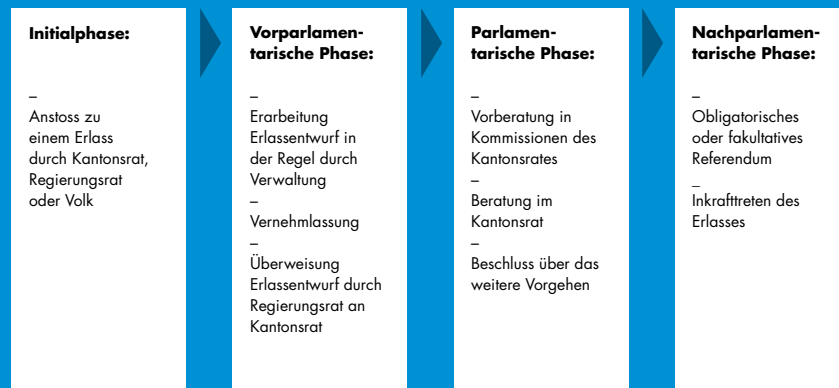 Initialphase:
–
Anstoss zu
einem Erlass
durch Kantonsrat,
Regierungsrat
oder Volk
Vorparlamen-
tarische Phase:
–
Erarbeitung
Erlassentwurf in
der Regel durch
Verwaltung
–
Vernehmlassung
–
Überweisung
Erlassentwurf durch
Regierungsrat an
Kantonsrat
Parlamen-
tarische Phase:
–
Vorberatung in
Kommissionen des
Kantonsrates
–
Beratung im
Kantonsrat
–
Beschluss über das
weitere Vorgehen
Nachparlamen-
tarische Phase:
–
Obligatorisches
oder fakultatives
Referendum
_
Inkrafttreten des
Erlasses